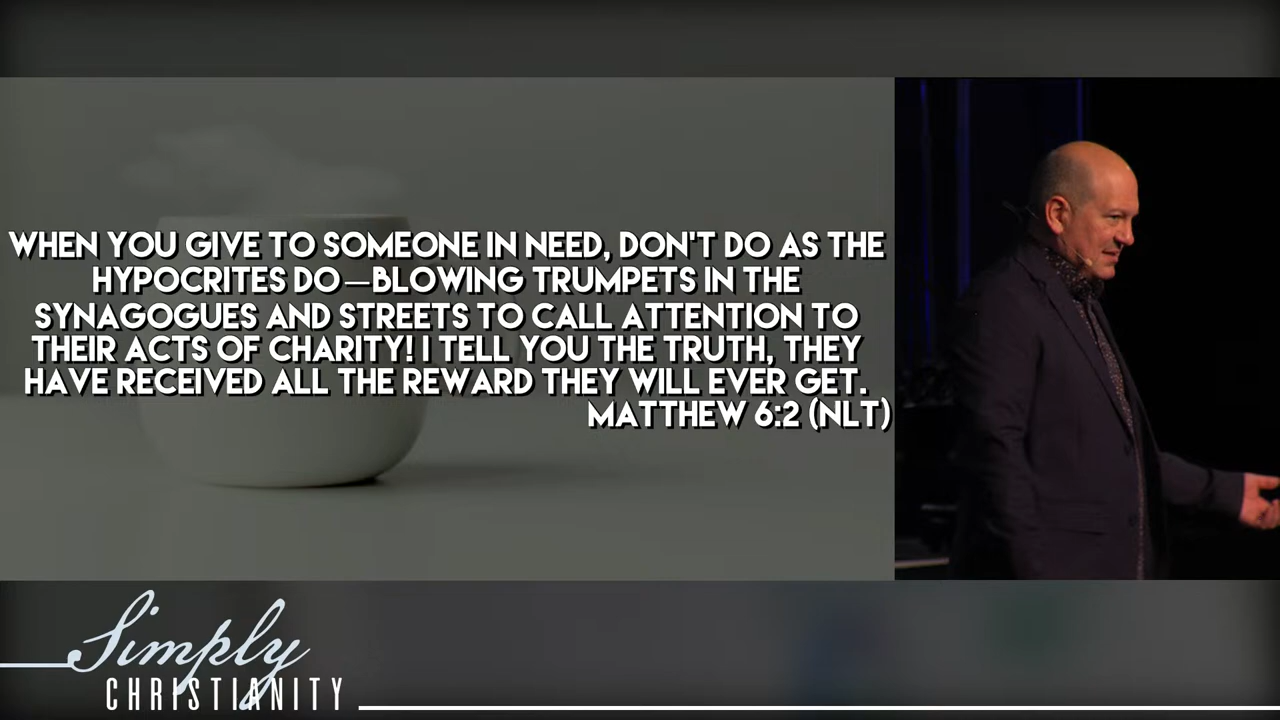 WHEN YOU GIVE TO SOMEONE IN NEED, DON'T DO AS THE
HYPOCRITES DO—BLOWING TRUMPETS IN THE
SYNAGOGUES AND STREETS TO CALL ATTENTION TO
THEIR ACTS OF CHARITY! I TELL YOU THE TRUTH, THEY
HAVE RECEIVED ALL THE REWARD THEY WILL EVER GET.
MATTHEW 6:2 (NLT)
Simply
CHRISTIANITY